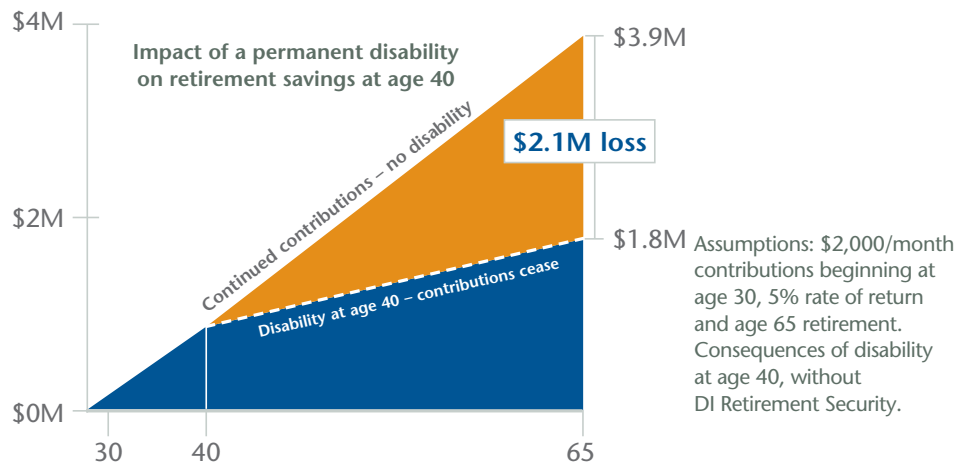 $4M
Impact of a permanent disability
on retirement savings at age 40
$3.9M
Continued contributions – no disability
$2.1M loss
$2M
$1.8M
Disability at age 40 – contributions cease
Assumptions: $2,000/month
contributions beginning at
age 30, 5% rate of return
and age 65 retirement.
Consequences of disability
at age 40, without
DI Retirement Security.
$0M
30
40
65